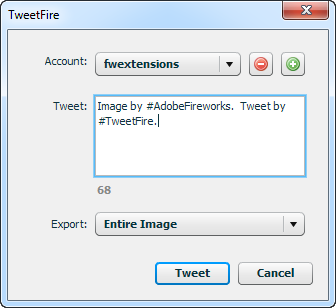 TweetFire
Account: fwextensions
Tweet: Image by #AdobeFireworks.  Tweet by
#TweetFire.
68
Export: Entire Image
Tweet Cancel